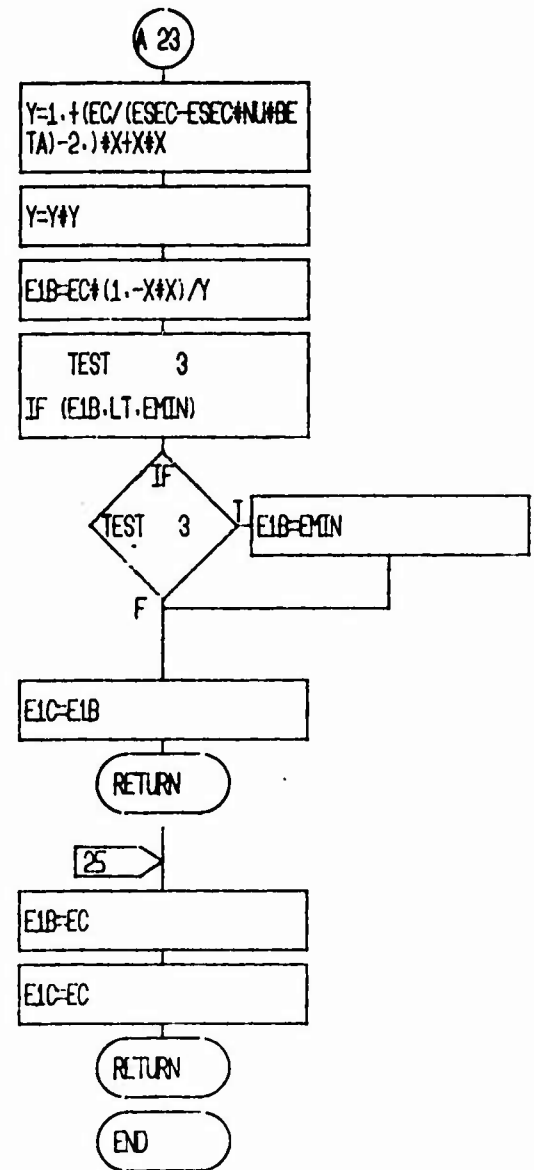 A 23
Y=1.+(EC/(ESEC-ESEC*NU*BE
TA)-2.)*X+X*X
Y=Y*Y
E1B=EC*(1.-X*X)/Y
TEST 3
IF (E1B.LT.EMIN)
IF
TEST 3
T
E1B=EMIN
F
E1C=E1B
RETURN
25
E1B=EC
E1C=EC
RETURN
END